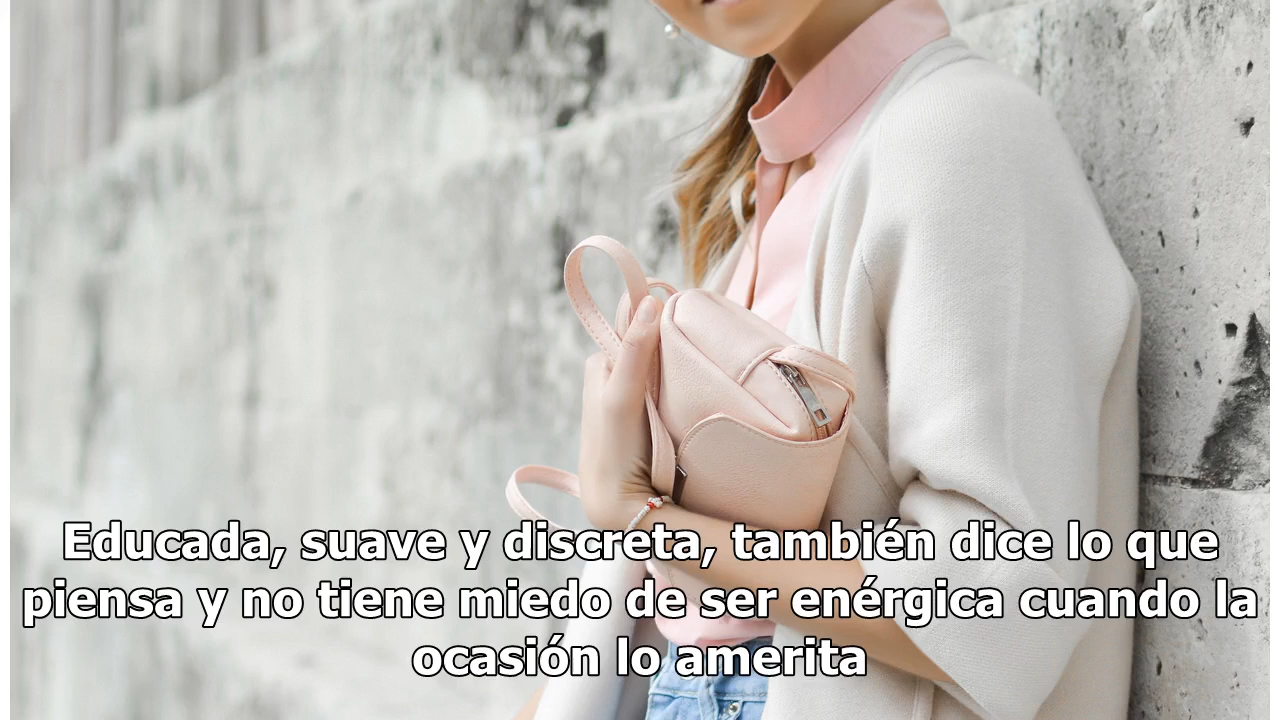 Educada, suave y discreta, también dice lo que
piensa y no tiene miedo de ser enérgica cuando la
ocasión lo amerita